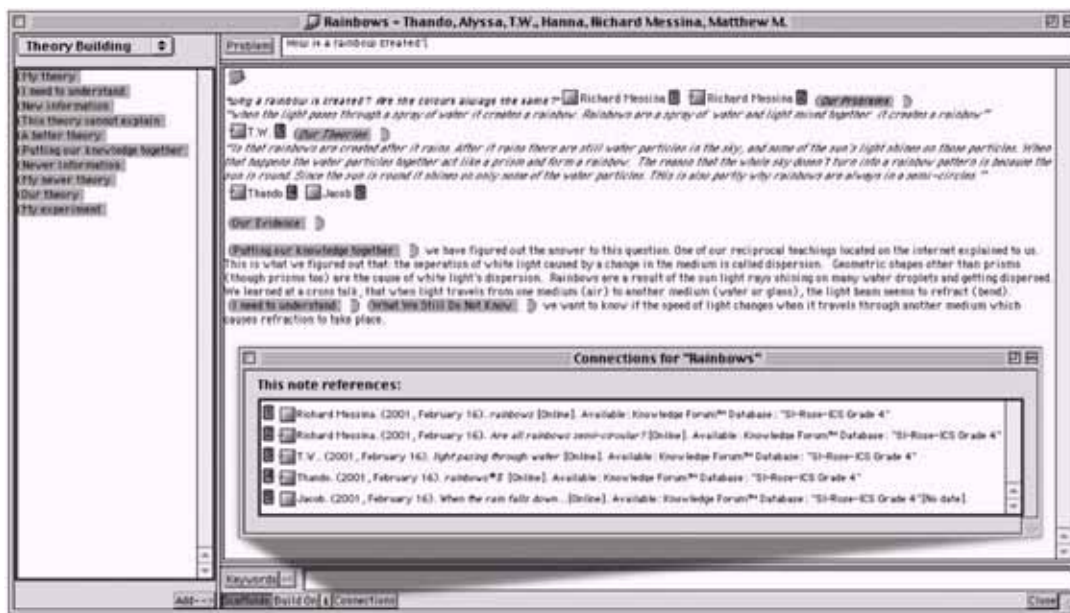 Rainbows - Thando, Alyssa, T.W., Hanna, Richard Messina, Matthew M.
Theory Building
My theory
I need to understand
New information
This theory cannot explain
A better theory
Putting our knowledge together
Newer information
My newer theory
Our theory
My experiment
Problem
How is a rainbow created?
"Why a rainbow is created? Are the colours always the same?" Richard Messina Richard Messina Our Problems
"when the light pases through a spray of water it creates a rainbow. Rainbows are a spray of water and light mixed together it creates a rainbow"
T.W. Our Theories
"Is that rainbows are created after it rains. After it rains there are still water particles in the sky, and some of the sun's light shines on those particles. When
that happens the water particles together act like a prism and form a rainbow. The reason that the whole sky doesn't turn into a rainbow pattern is because the
sun is round. Since the sun is round it shines on only some of the water particles. THis is also partly why rainbows are always in a semi-circles."
Thando Jacob
Our Evidence
Putting our knowledge together we have figured out the answer to this question. One of our reciprocal teachings located on the internet explained to us.
This is what we figured out that: the seperation of white light caused by a change in the medium is called dispersion. Geometric shapes other than prisms
(though prisms too) are the cause of white light's dispersion. Rainbows are a result of the sun light rays shining on many water droplets and getting dispersed.
We learned at a cross talk, that when light travels from one medium (air) to another medium (water or glass), the light beam seems to refract (bend).
I need to understand What We Still Do Not Know we want to know if the speed of light changes when it travels through another medium which
causes refraction to take place.
Connections for "Rainbows"
This note references:
Richard Messina. (2001, February 16). rainbows [Online]. Available: Knowledge Forum™ Database: "SI-Rose-ICS Grade 4"
Richard Messina. (2001, February 16). Are all rainbows semi-circular? [Online]. Available: Knowledge Forum™ Database: "SI-Rose-ICS Grade 4"
T.W.. (2001, February 16). light pazing through water [Online]. Available: Knowledge Forum™ Database: "SI-Rose-ICS Grade 4"
Thando. (2001, February 16). [Online]. Available: Knowledge Forum™ Database: "SI-Rose-ICS Grade 4"
Jacob. (2001, February 16). When the rain falls down...[Online]. Available: Knowledge Forum™ Database: "SI-Rose-ICS Grade 4"[No date].
Keywords
Add--->
Scaffolds Build On Connections
Close